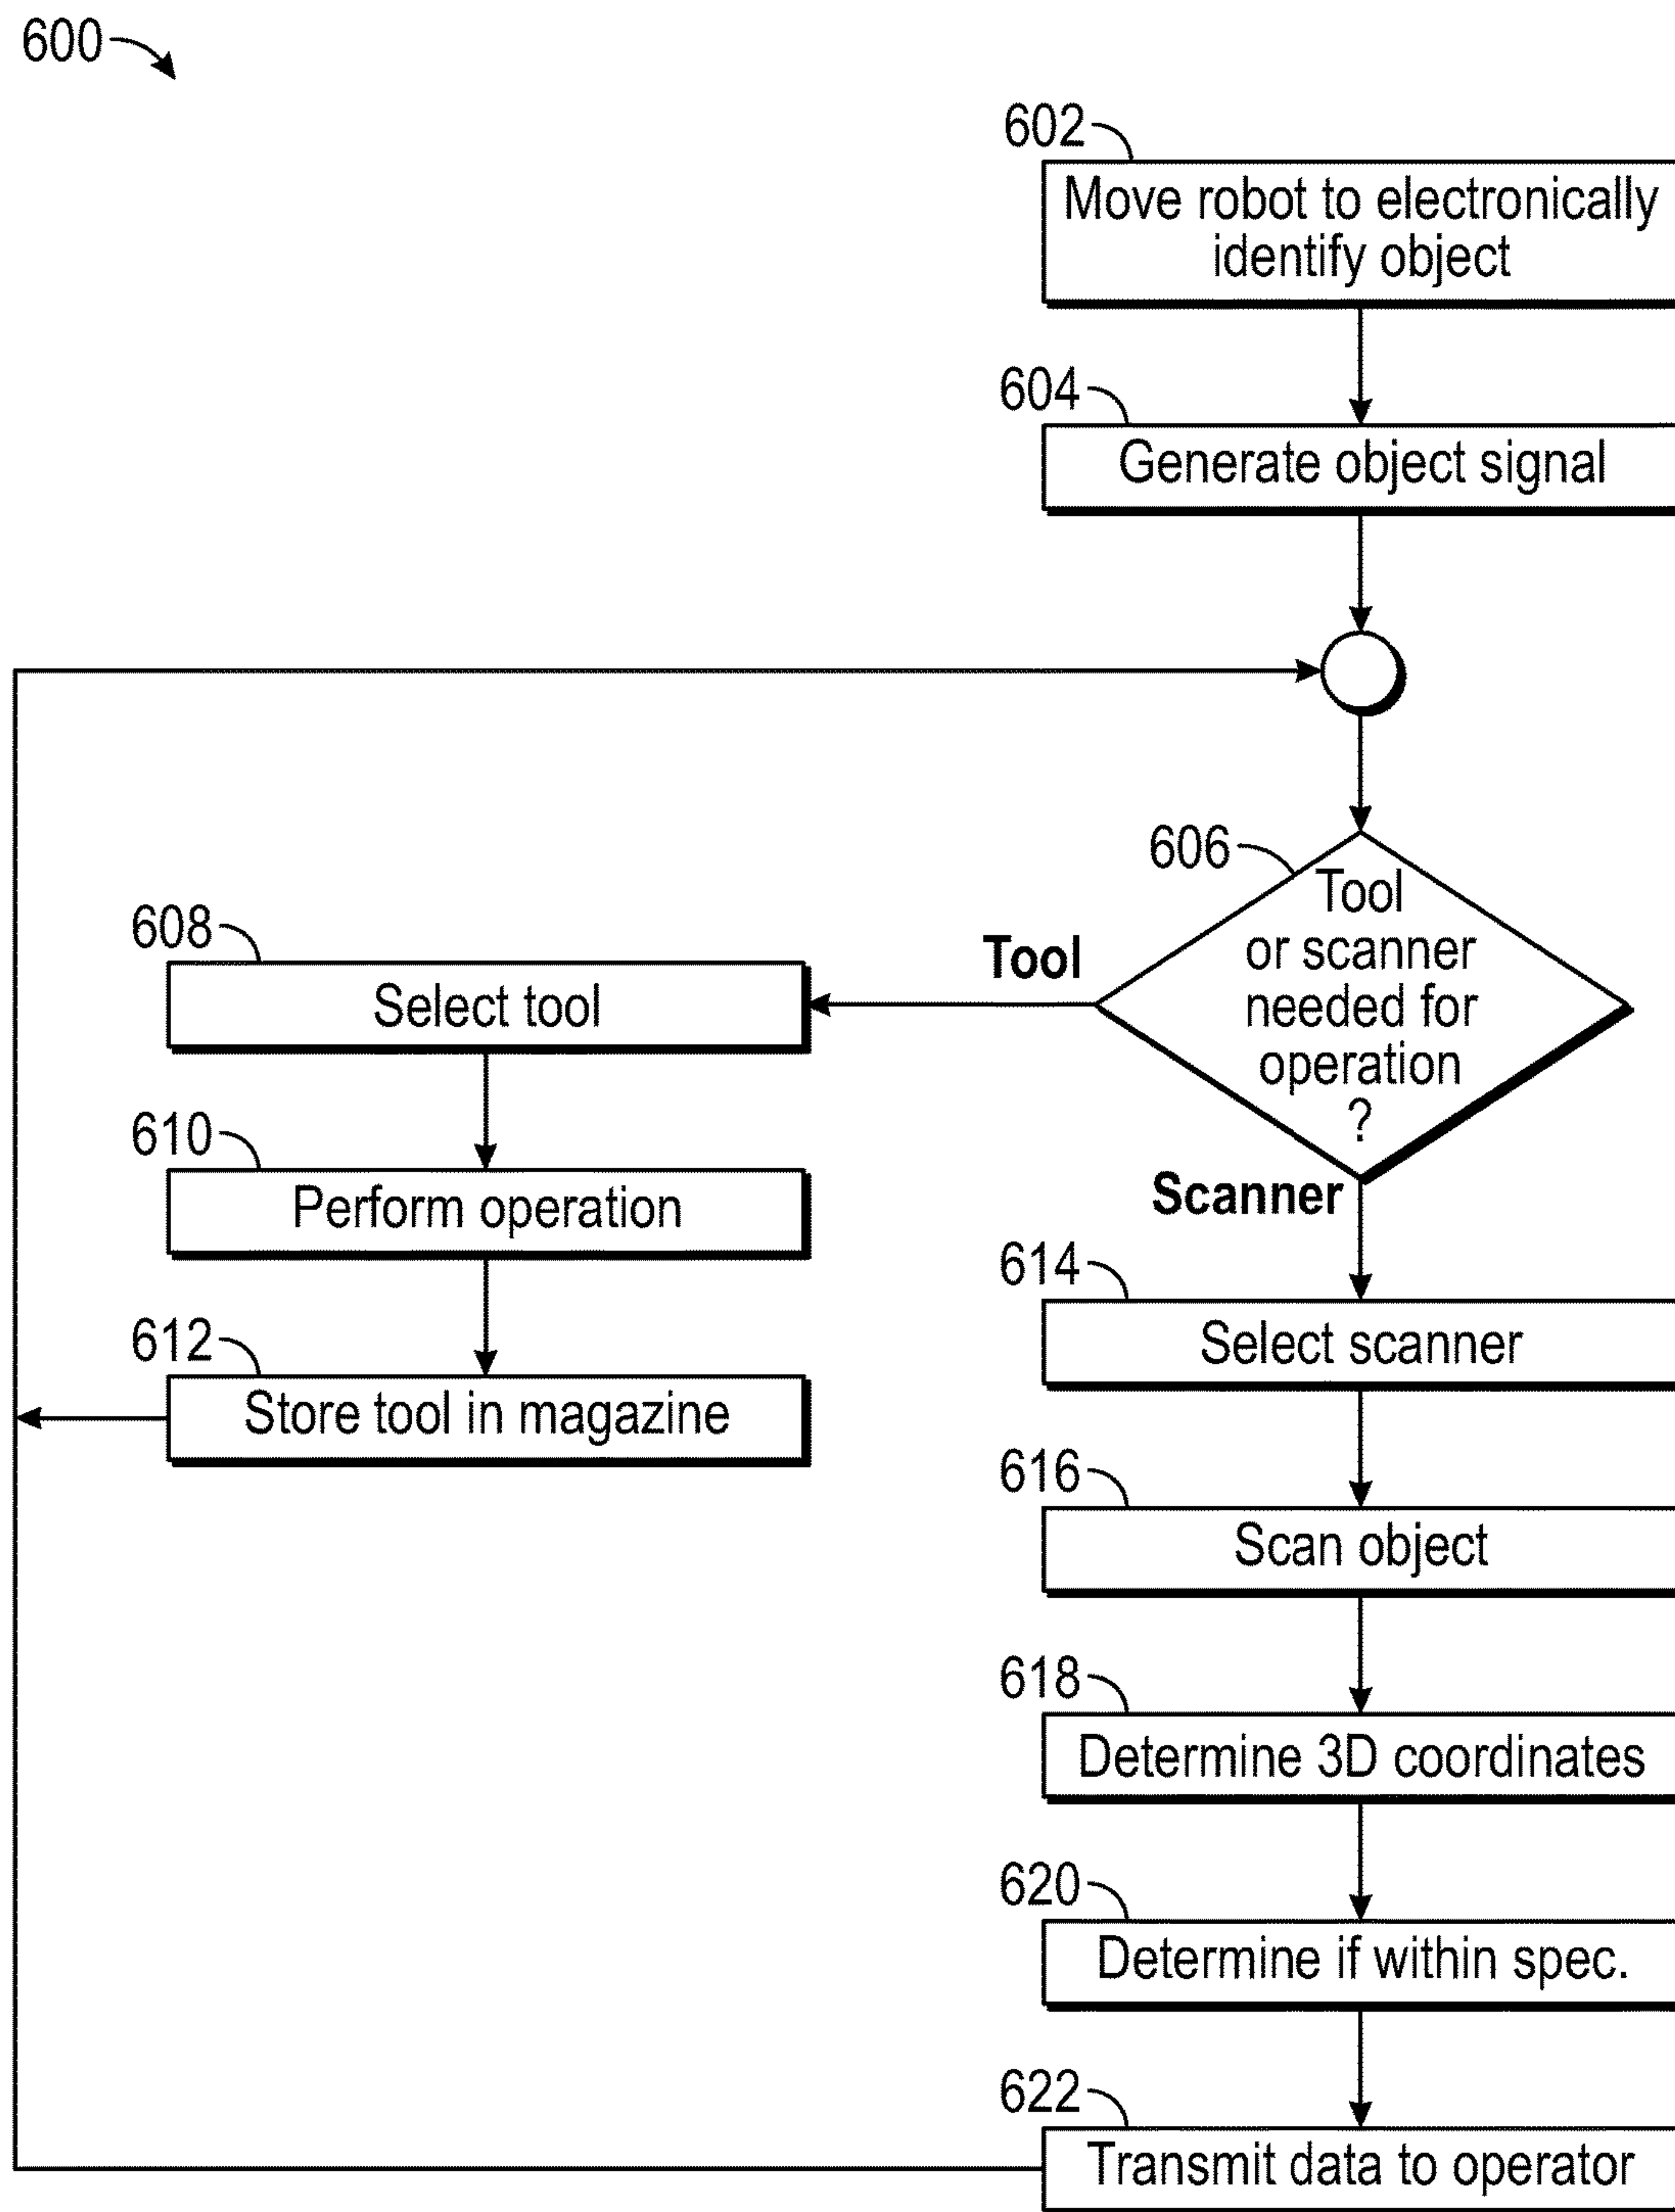 600
602
Move robot to electronically
identify object
604
Generate object signal
606
Tool
or scanner
needed for
operation
?
Tool
608
Select tool
610
Perform operation
612
Store tool in magazine
Scanner
614
Select scanner
616
Scan object
618
Determine 3D coordinates
620
Determine if within spec.
622
Transmit data to operator